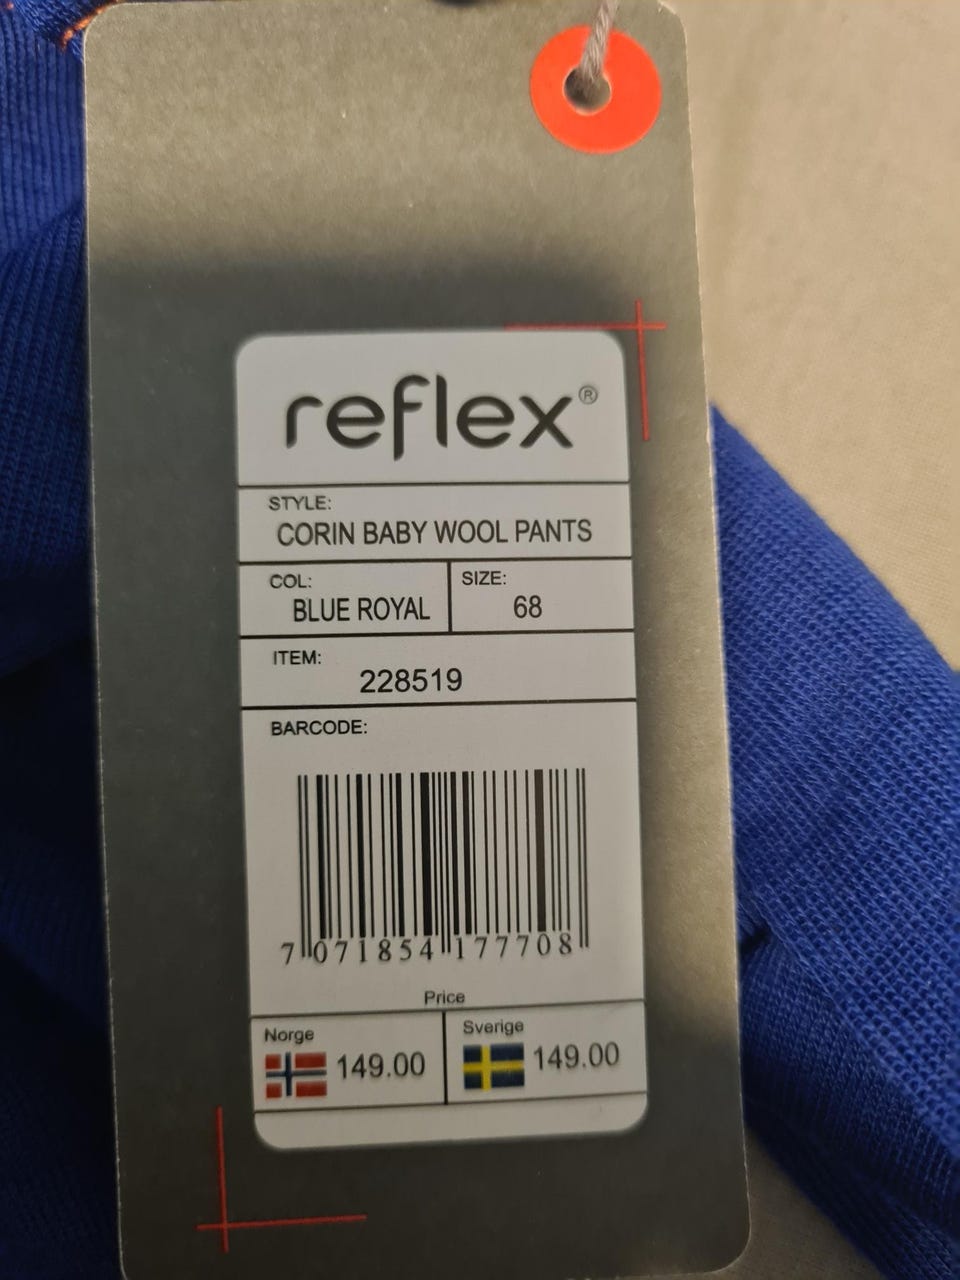 reflex®
STYLE:
CORIN BABY WOOL PANTS
COL:
BLUE ROYAL
SIZE:
68
ITEM:
228519
BARCODE:
7 071854 177708
Price
Norge
149.00
Sverige
149.00